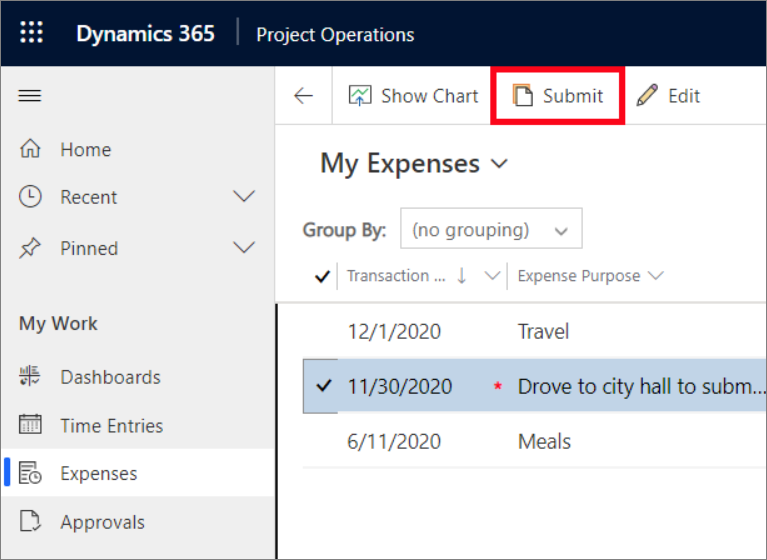 Dynamics 365 Project Operations
Show Chart Submit Edit
Home
Recent
Pinned
My Work
Dashboards
Time Entries
Expenses
Approvals
My Expenses
Group By: (no grouping)
Transaction ... Expense Purpose
12/1/2020 Travel
11/30/2020 * Drove to city hall to subm...
6/11/2020 Meals